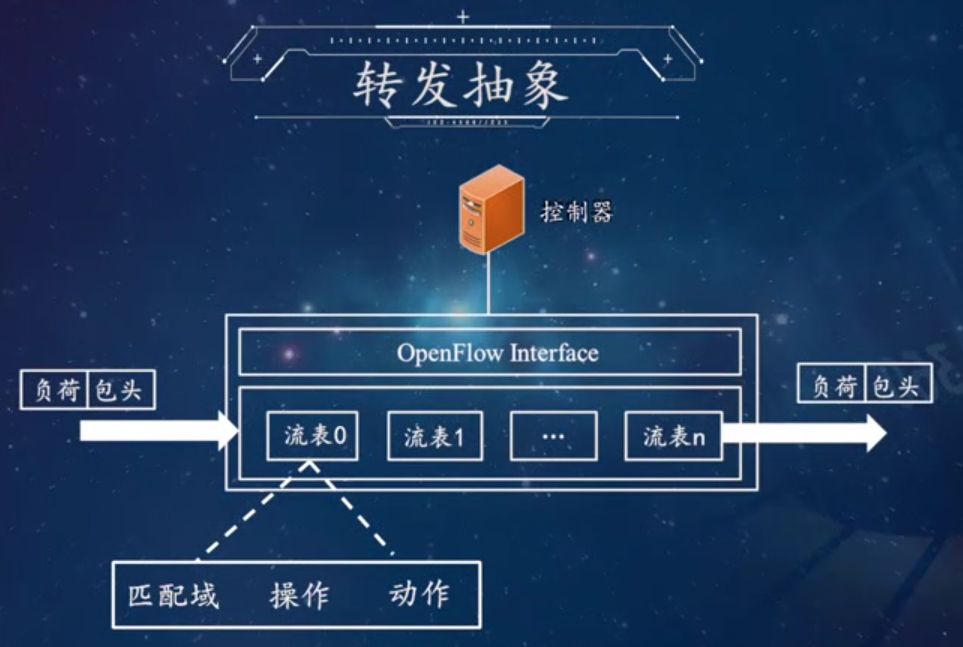 转发抽象
控制器
OpenFlow Interface
负荷 包头
负荷 包头
流表0 流表1 ... 流表n
匹配域 操作 动作